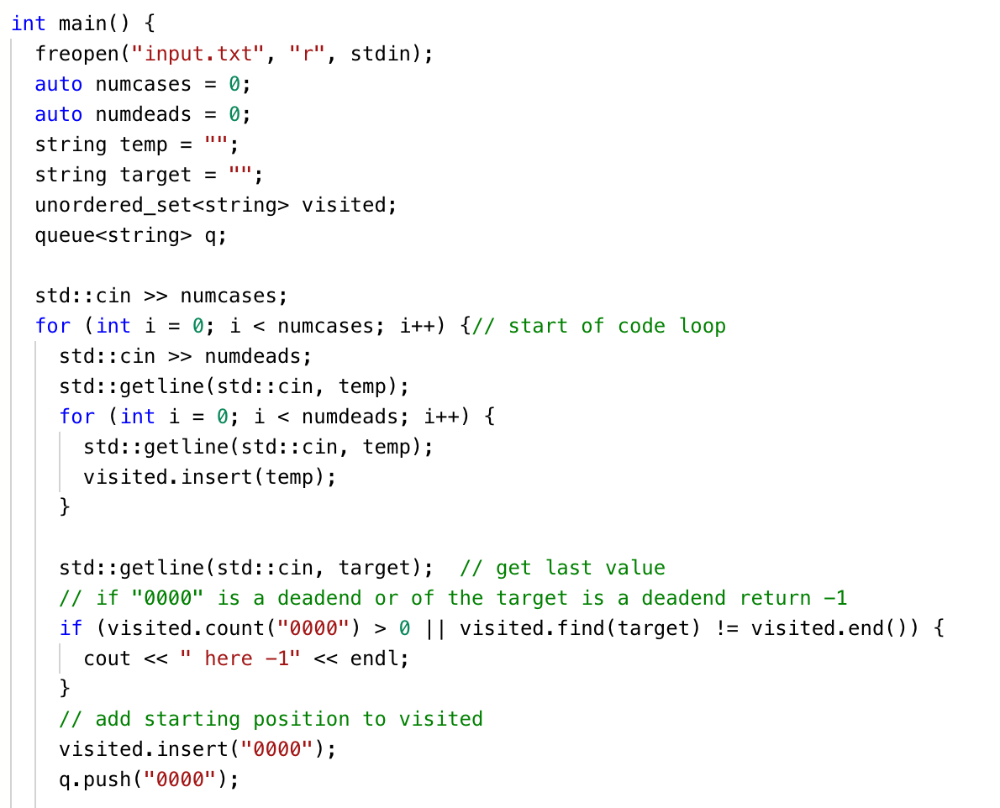 int main() {
  freopen("input.txt", "r", stdin);
  auto numcases = 0;
  auto numdeads = 0;
  string temp = "";
  string target = "";
  unordered_set<string> visited;
  queue<string> q;

  std::cin >> numcases;
  for (int i = 0; i < numcases; i++) {// start of code loop
    std::cin >> numdeads;
    std::getline(std::cin, temp);
    for (int i = 0; i < numdeads; i++) {
      std::getline(std::cin, temp);
      visited.insert(temp);
    }

    std::getline(std::cin, target);  // get last value
    // if "0000" is a deadend or of the target is a deadend return -1
    if (visited.count("0000") > 0 || visited.find(target) != visited.end()) {
      cout << " here -1" << endl;
    }
    // add starting position to visited
    visited.insert("0000");
    q.push("0000");